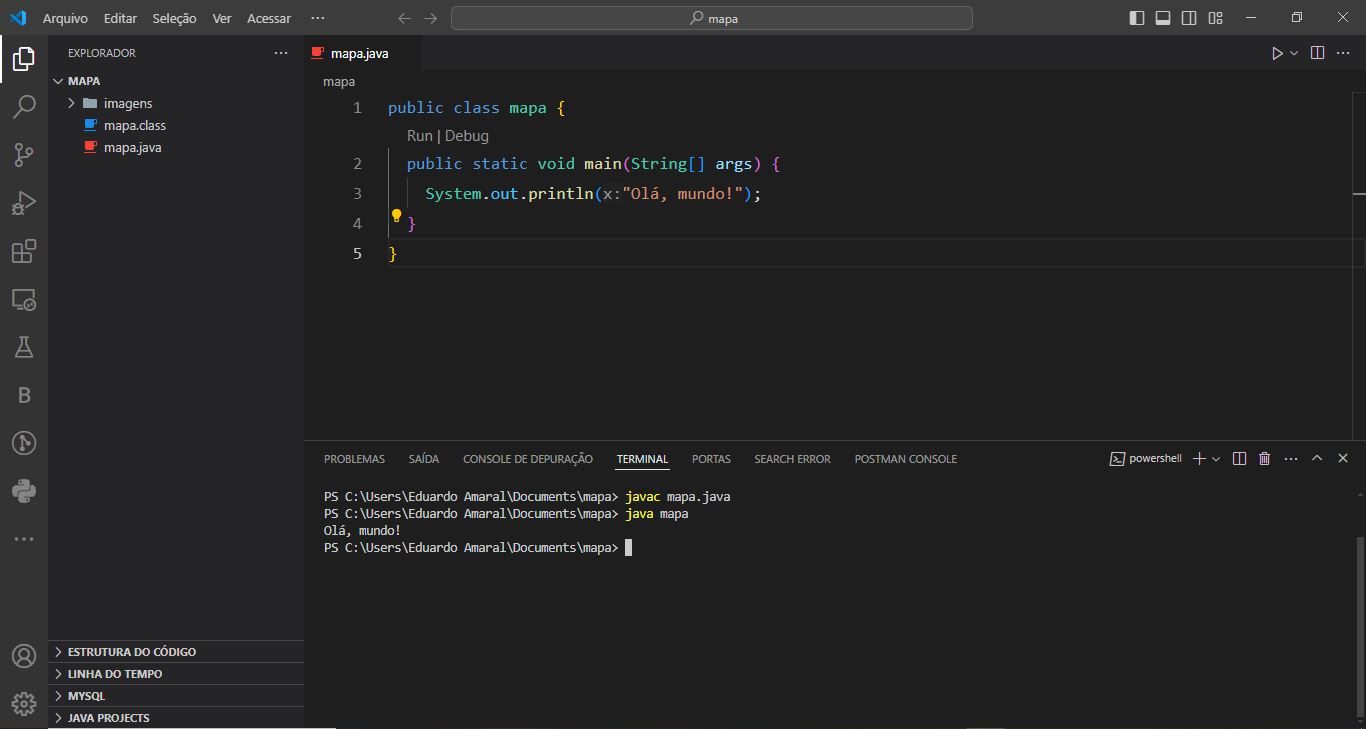 Arquivo Editar Seleção Ver Acessar ···
mapa
EXPLORADOR ···
MAPA
imagens
mapa.class
mapa.java
B
ESTRUTURA DO CÓDIGO
LINHA DO TEMPO
MYSQL
JAVA PROJECTS
mapa.java
mapa
1 public class mapa {
Run | Debug
2 public static void main(String[] args) {
3 System.out.println(x:"Olá, mundo!");
4 }
5 }
PROBLEMAS SAÍDA CONSOLE DE DEPURAÇÃO TERMINAL PORTAS SEARCH ERROR POSTMAN CONSOLE powershell
PS C:\Users\Eduardo Amaral\Documents\mapa> javac mapa.java
PS C:\Users\Eduardo Amaral\Documents\mapa> java mapa
Olá, mundo!
PS C:\Users\Eduardo Amaral\Documents\mapa>